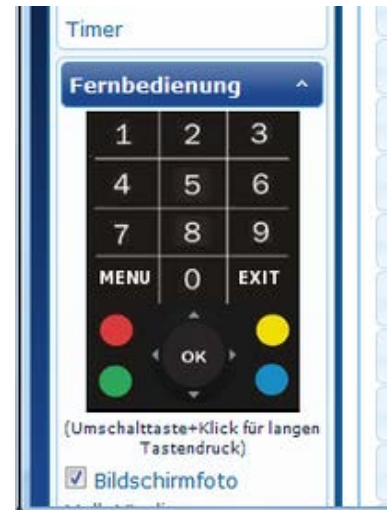 Timer
Fernbedienung
1 2 3
4 5 6
7 8 9
MENU 0 EXIT
OK
(Umschalttaste+Klick für langen
Tastendruck)
Bildschirmfoto